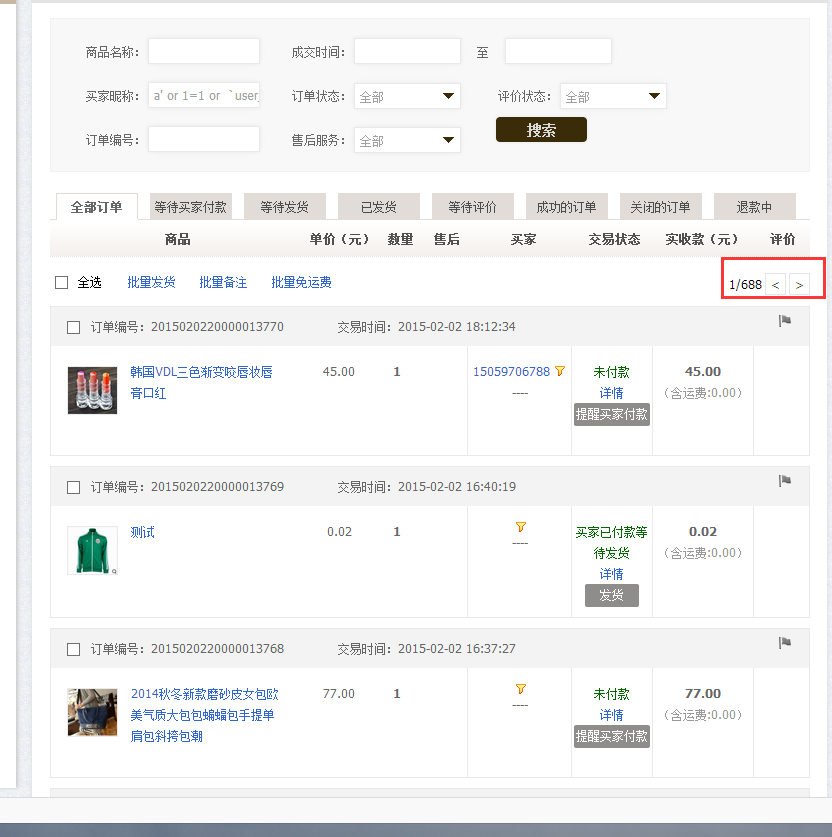 商品名称: 成交时间: 至
买家昵称: a' or 1=1 or `user_ 订单状态: 全部 评价状态: 全部
订单编号: 售后服务: 全部 搜索
全部订单 等待买家付款 等待发货 已发货 等待评价 成功的订单 关闭的订单 退款中
商品 单价（元） 数量 售后 买家 交易状态 实收款（元） 评价
全选 批量发货 批量备注 批量免运费 1/688 < >
订单编号: 2015020220000013770 交易时间: 2015-02-02 18:12:34
韩国VDL三色渐变咬唇妆唇 45.00 1 15059706788 未付款 45.00
膏口红 ---- 详情 （含运费:0.00）
提醒买家付款
订单编号: 2015020220000013769 交易时间: 2015-02-02 16:40:19
测试 0.02 1 ---- 买家已付款等 0.02
待发货 （含运费:0.00）
详情
发货
订单编号: 2015020220000013768 交易时间: 2015-02-02 16:37:27
2014秋冬新款磨砂皮女包欧 77.00 1 未付款 77.00
美气质大包包蝙蝠包手提单 ---- 详情 （含运费:0.00）
肩包斜挎包潮 提醒买家付款